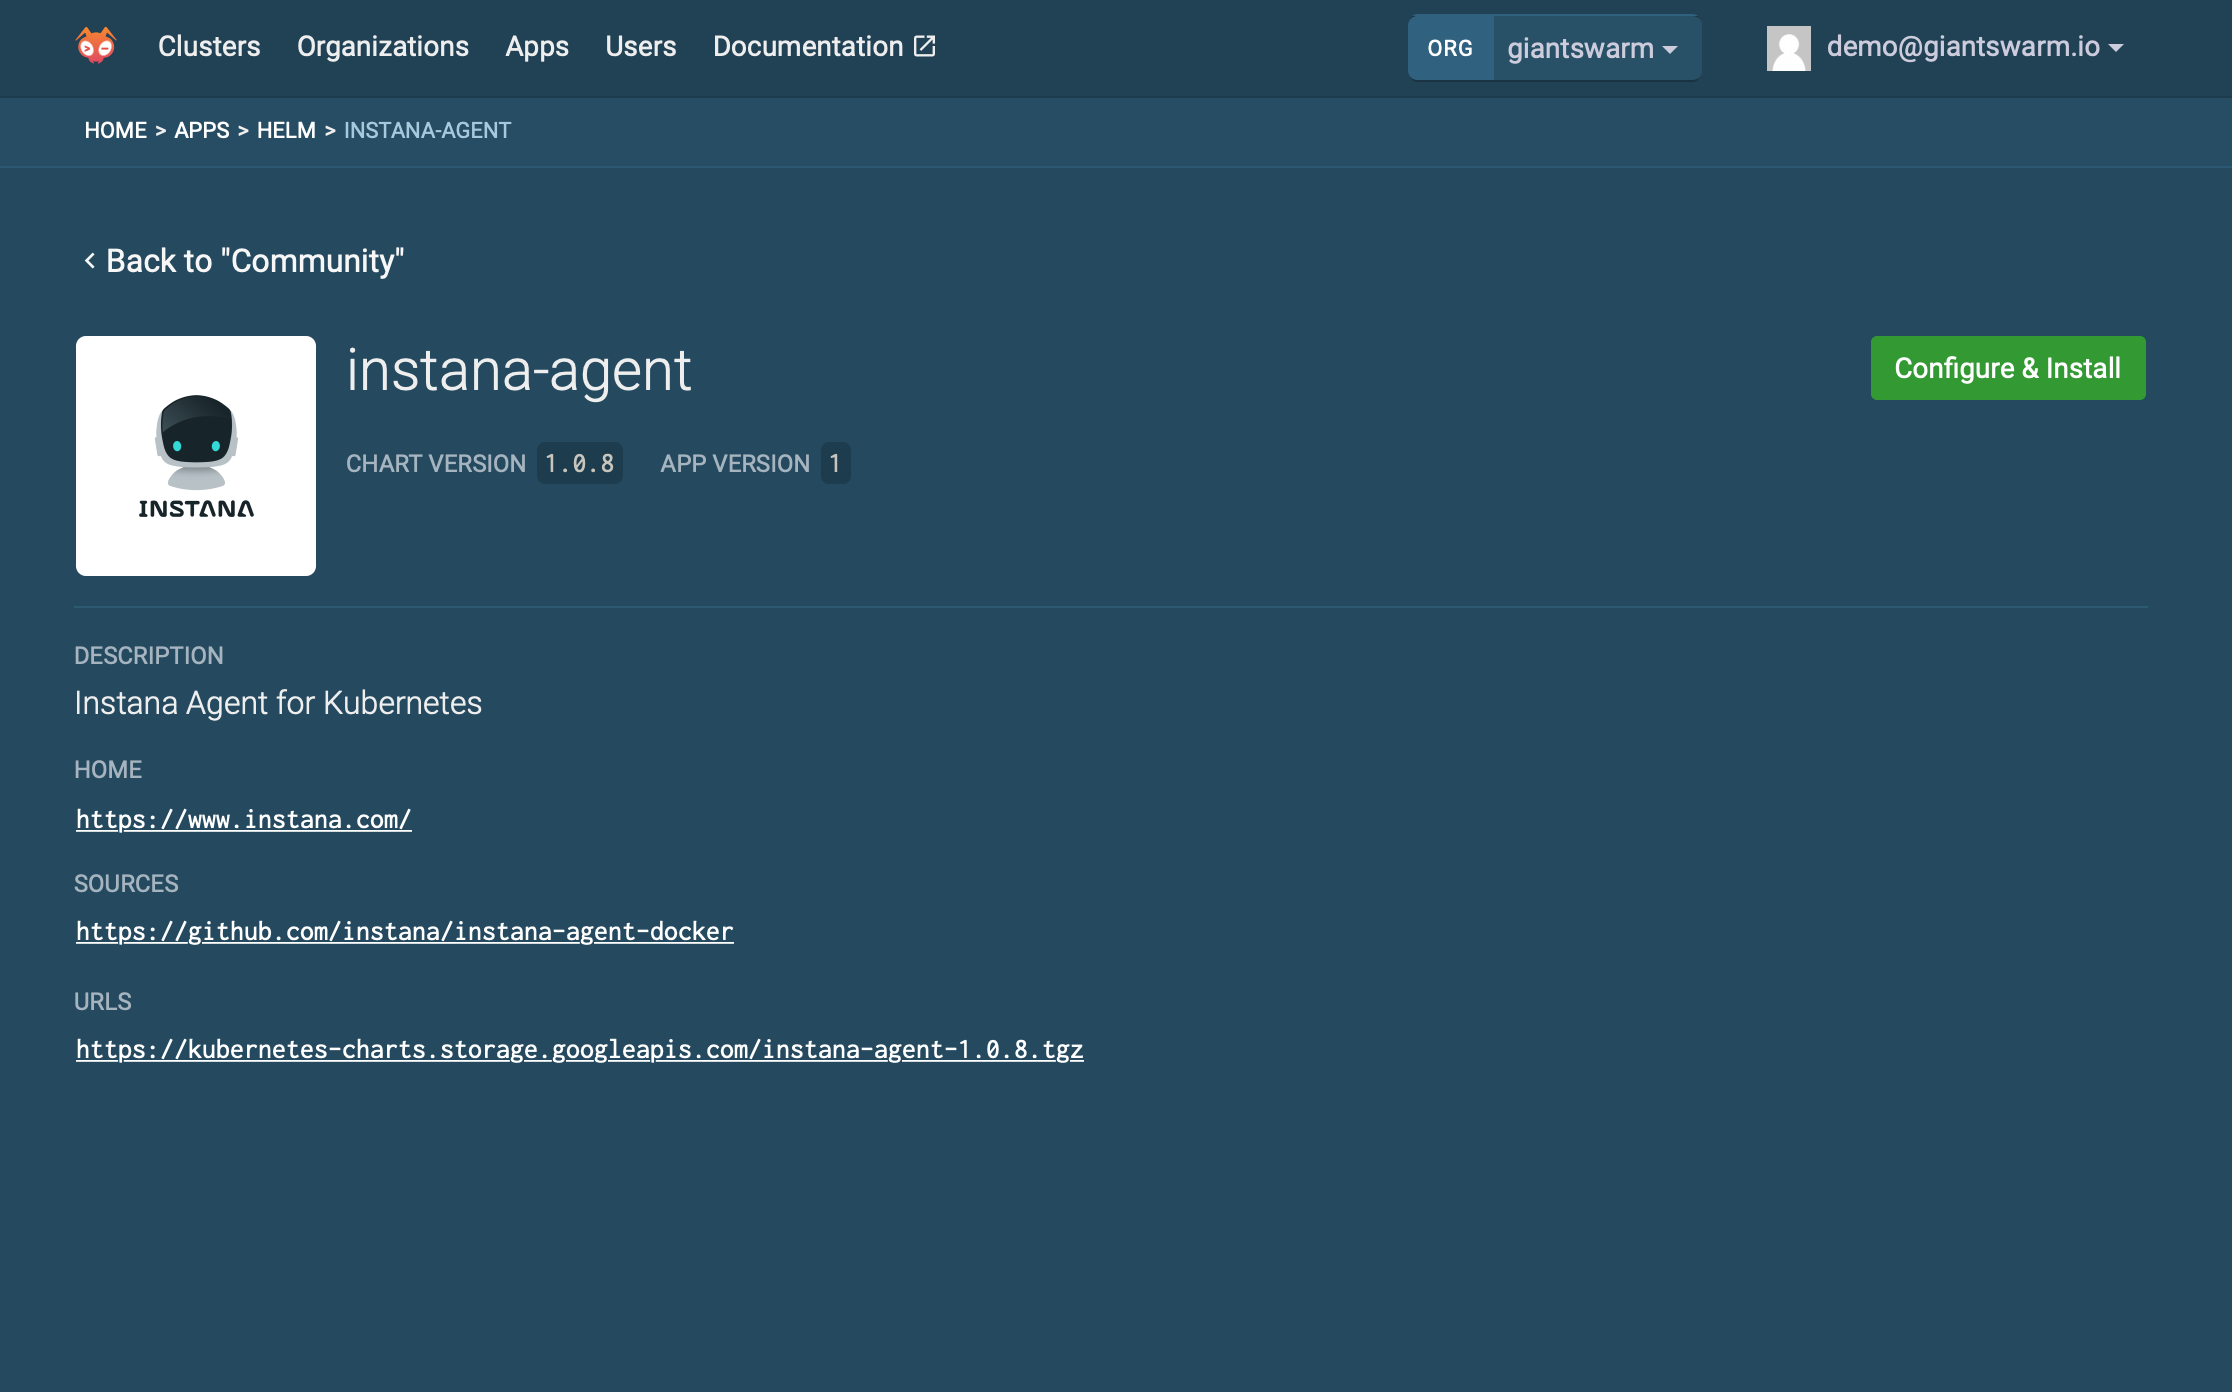 Clusters Organizations Apps Users Documentation ORG giantswarm demo@giantswarm.io
HOME > APPS > HELM > INSTANA-AGENT
< Back to "Community"
instana-agent
Configure & Install
CHART VERSION 1.0.8 APP VERSION 1
INSTANA
DESCRIPTION
Instana Agent for Kubernetes
HOME
https://www.instana.com/
SOURCES
https://github.com/instana/instana-agent-docker
URLS
https://kubernetes-charts.storage.googleapis.com/instana-agent-1.0.8.tgz